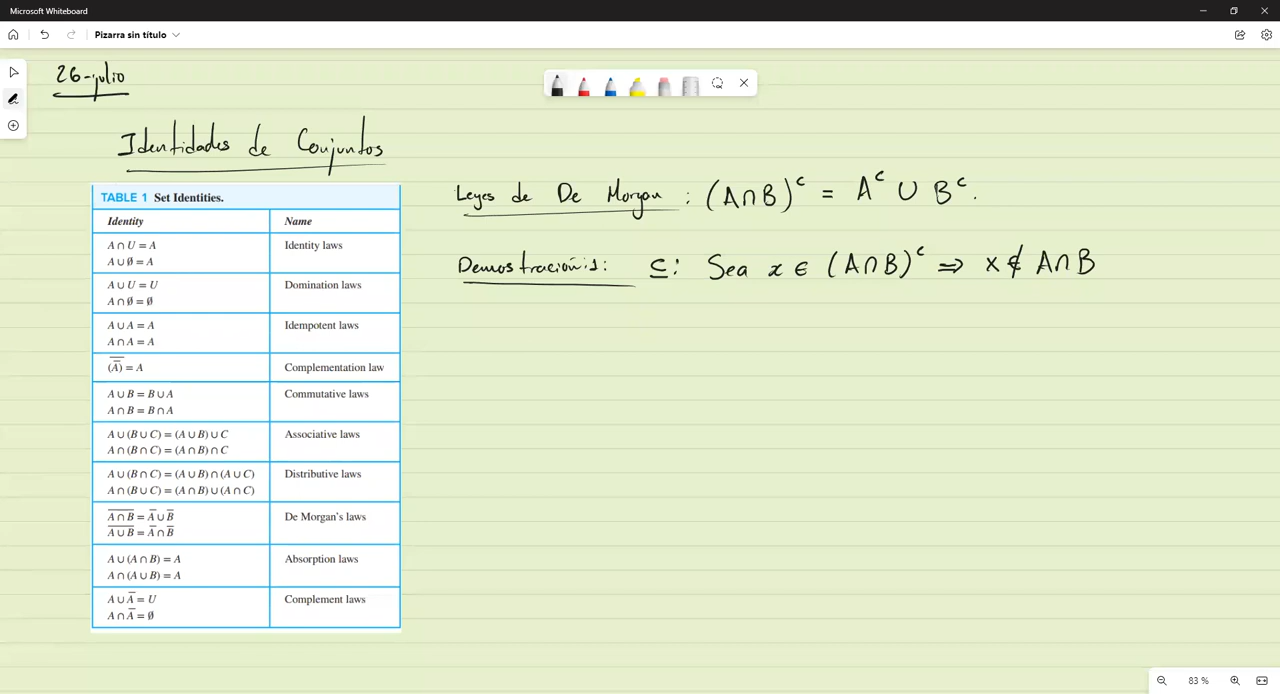 Microsoft Whiteboard
Pizarra sin título
26-julio
Identidades de Conjuntos
TABLE 1 Set Identities.
Identity Name
A ∩ U = A Identity laws
A ∪ ∅ = A
A ∪ U = U Domination laws
A ∩ ∅ = ∅
A ∪ A = A Idempotent laws
A ∩ A = A
(A̅)̅ = A Complementation law
A ∪ B = B ∪ A Commutative laws
A ∩ B = B ∩ A
A ∪ (B ∪ C) = (A ∪ B) ∪ C Associative laws
A ∩ (B ∩ C) = (A ∩ B) ∩ C
A ∪ (B ∩ C) = (A ∪ B) ∩ (A ∪ C) Distributive laws
A ∩ (B ∪ C) = (A ∩ B) ∪ (A ∩ C)
A̅ ̅∩̅ ̅B̅ = A̅ ∪ B̅ De Morgan's laws
A̅ ̅∪̅ ̅B̅ = A̅ ∩ B̅
A ∪ (A ∩ B) = A Absorption laws
A ∩ (A ∪ B) = A
A ∪ A̅ = U Complement laws
A ∩ A̅ = ∅
Leyes de De Morgan : (A∩B)ᶜ = Aᶜ ∪ Bᶜ.
Demostración: ⊆: Sea x ∈ (A∩B)ᶜ ⇒ x ∉ A∩B
83 %